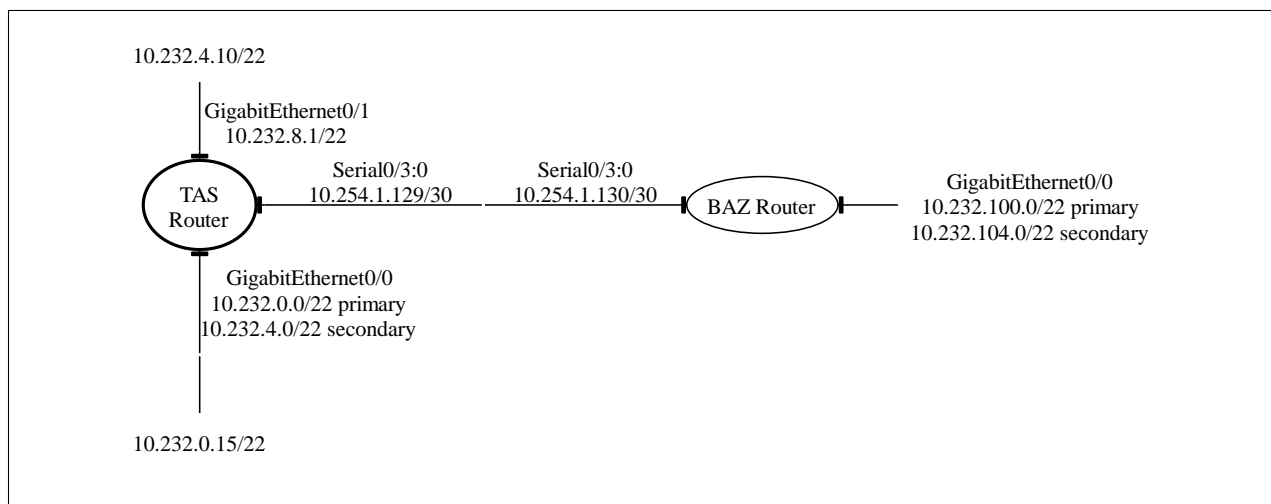 10.232.4.10/22
GigabitEthernet0/1
10.232.8.1/22
TAS
Router
Serial0/3:0
10.254.1.129/30
Serial0/3:0
10.254.1.130/30
BAZ Router
GigabitEthernet0/0
10.232.100.0/22 primary
10.232.104.0/22 secondary
GigabitEthernet0/0
10.232.0.0/22 primary
10.232.4.0/22 secondary
10.232.0.15/22